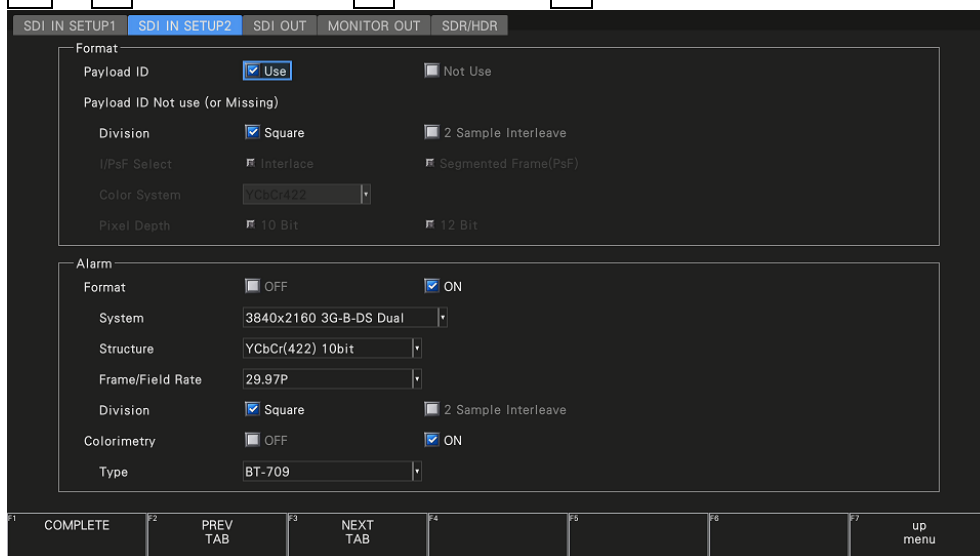 SDI IN SETUP1 SDI IN SETUP2 SDI OUT MONITOR OUT SDR/HDR
Format
Payload ID Use Not Use
Payload ID Not use (or Missing)
Division Square 2 Sample Interleave
I/PsF Select Interlace Segmented Frame(PsF)
Color System YCbCr422
Pixel Depth 10 Bit 12 Bit
Alarm
Format OFF ON
System 3840x2160 3G-B-DS Dual
Structure YCbCr(422) 10bit
Frame/Field Rate 29.97P
Division Square 2 Sample Interleave
Colorimetry OFF ON
Type BT-709
F1 COMPLETE F2 PREV TAB F3 NEXT TAB F4 F5 F6 F7 up menu